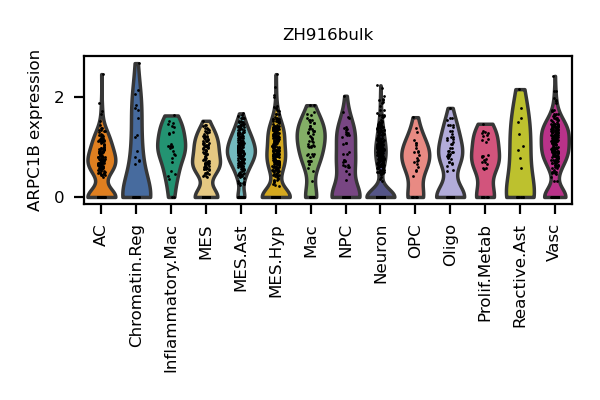 ZH916bulk
ARPC1B expression
2
0
AC
Chromatin.Reg
Inflammatory.Mac
MES
MES.Ast
MES.Hyp
Mac
NPC
Neuron
OPC
Oligo
Prolif.Metab
Reactive.Ast
Vasc